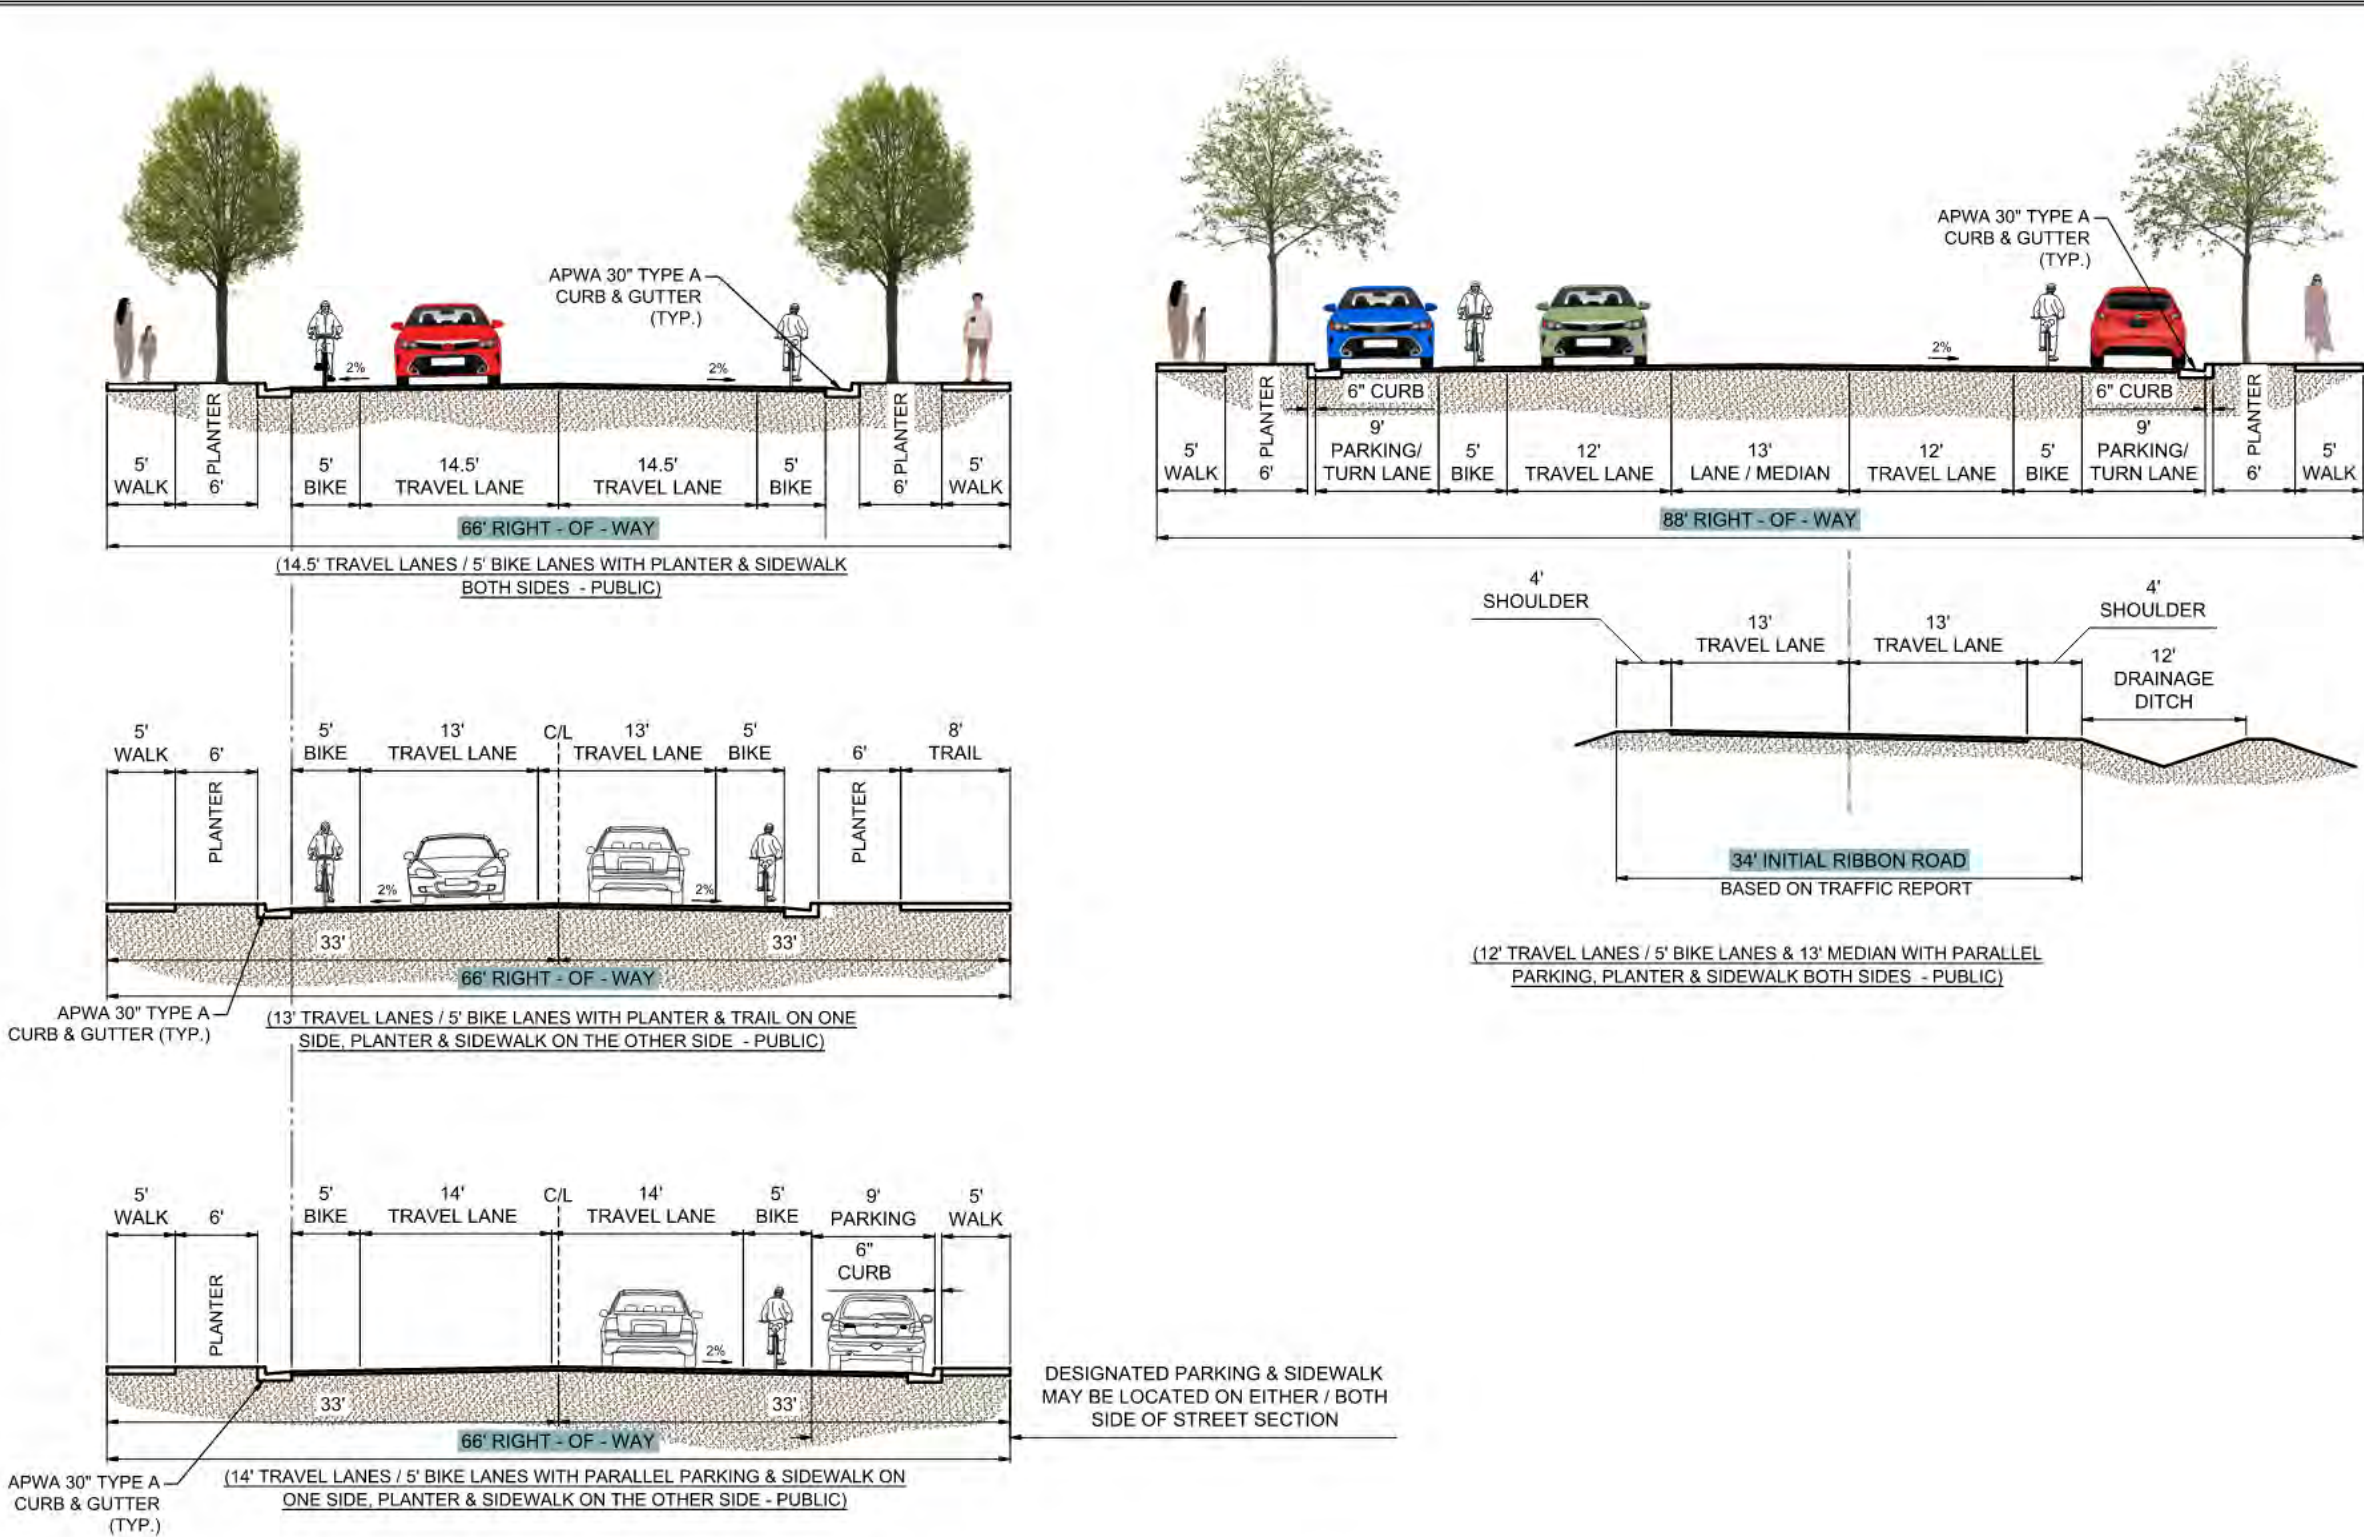 APWA 30" TYPE A
CURB & GUTTER
(TYP.)
2%
2%
5'
WALK
PLANTER
6'
5'
BIKE
14.5'
TRAVEL LANE
14.5'
TRAVEL LANE
5'
BIKE
PLANTER
6'
5'
WALK
66' RIGHT - OF - WAY
(14.5' TRAVEL LANES / 5' BIKE LANES WITH PLANTER & SIDEWALK
BOTH SIDES - PUBLIC)
5'
WALK
6'
PLANTER
5'
BIKE
13'
TRAVEL LANE
C/L
13'
TRAVEL LANE
5'
BIKE
6'
PLANTER
8'
TRAIL
2%
2%
33'
33'
66' RIGHT - OF - WAY
APWA 30" TYPE A
CURB & GUTTER (TYP.)
(13' TRAVEL LANES / 5' BIKE LANES WITH PLANTER & TRAIL ON ONE
SIDE, PLANTER & SIDEWALK ON THE OTHER SIDE - PUBLIC)
5'
WALK
6'
PLANTER
5'
BIKE
14'
TRAVEL LANE
C/L
14'
TRAVEL LANE
5'
BIKE
9'
PARKING
5'
WALK
6"
CURB
2%
33'
33'
66' RIGHT - OF - WAY
DESIGNATED PARKING & SIDEWALK
MAY BE LOCATED ON EITHER / BOTH
SIDE OF STREET SECTION
APWA 30" TYPE A
CURB & GUTTER
(TYP.)
(14' TRAVEL LANES / 5' BIKE LANES WITH PARALLEL PARKING & SIDEWALK ON
ONE SIDE, PLANTER & SIDEWALK ON THE OTHER SIDE - PUBLIC)
APWA 30" TYPE A
CURB & GUTTER
(TYP.)
2%
6" CURB
6" CURB
5'
WALK
PLANTER
6'
9'
PARKING/
TURN LANE
5'
BIKE
12'
TRAVEL LANE
13'
LANE / MEDIAN
12'
TRAVEL LANE
5'
BIKE
9'
PARKING/
TURN LANE
PLANTER
6'
5'
WALK
88' RIGHT - OF - WAY
4'
SHOULDER
13'
TRAVEL LANE
13'
TRAVEL LANE
4'
SHOULDER
12'
DRAINAGE
DITCH
34' INITIAL RIBBON ROAD
BASED ON TRAFFIC REPORT
(12' TRAVEL LANES / 5' BIKE LANES & 13' MEDIAN WITH PARALLEL
PARKING, PLANTER & SIDEWALK BOTH SIDES - PUBLIC)